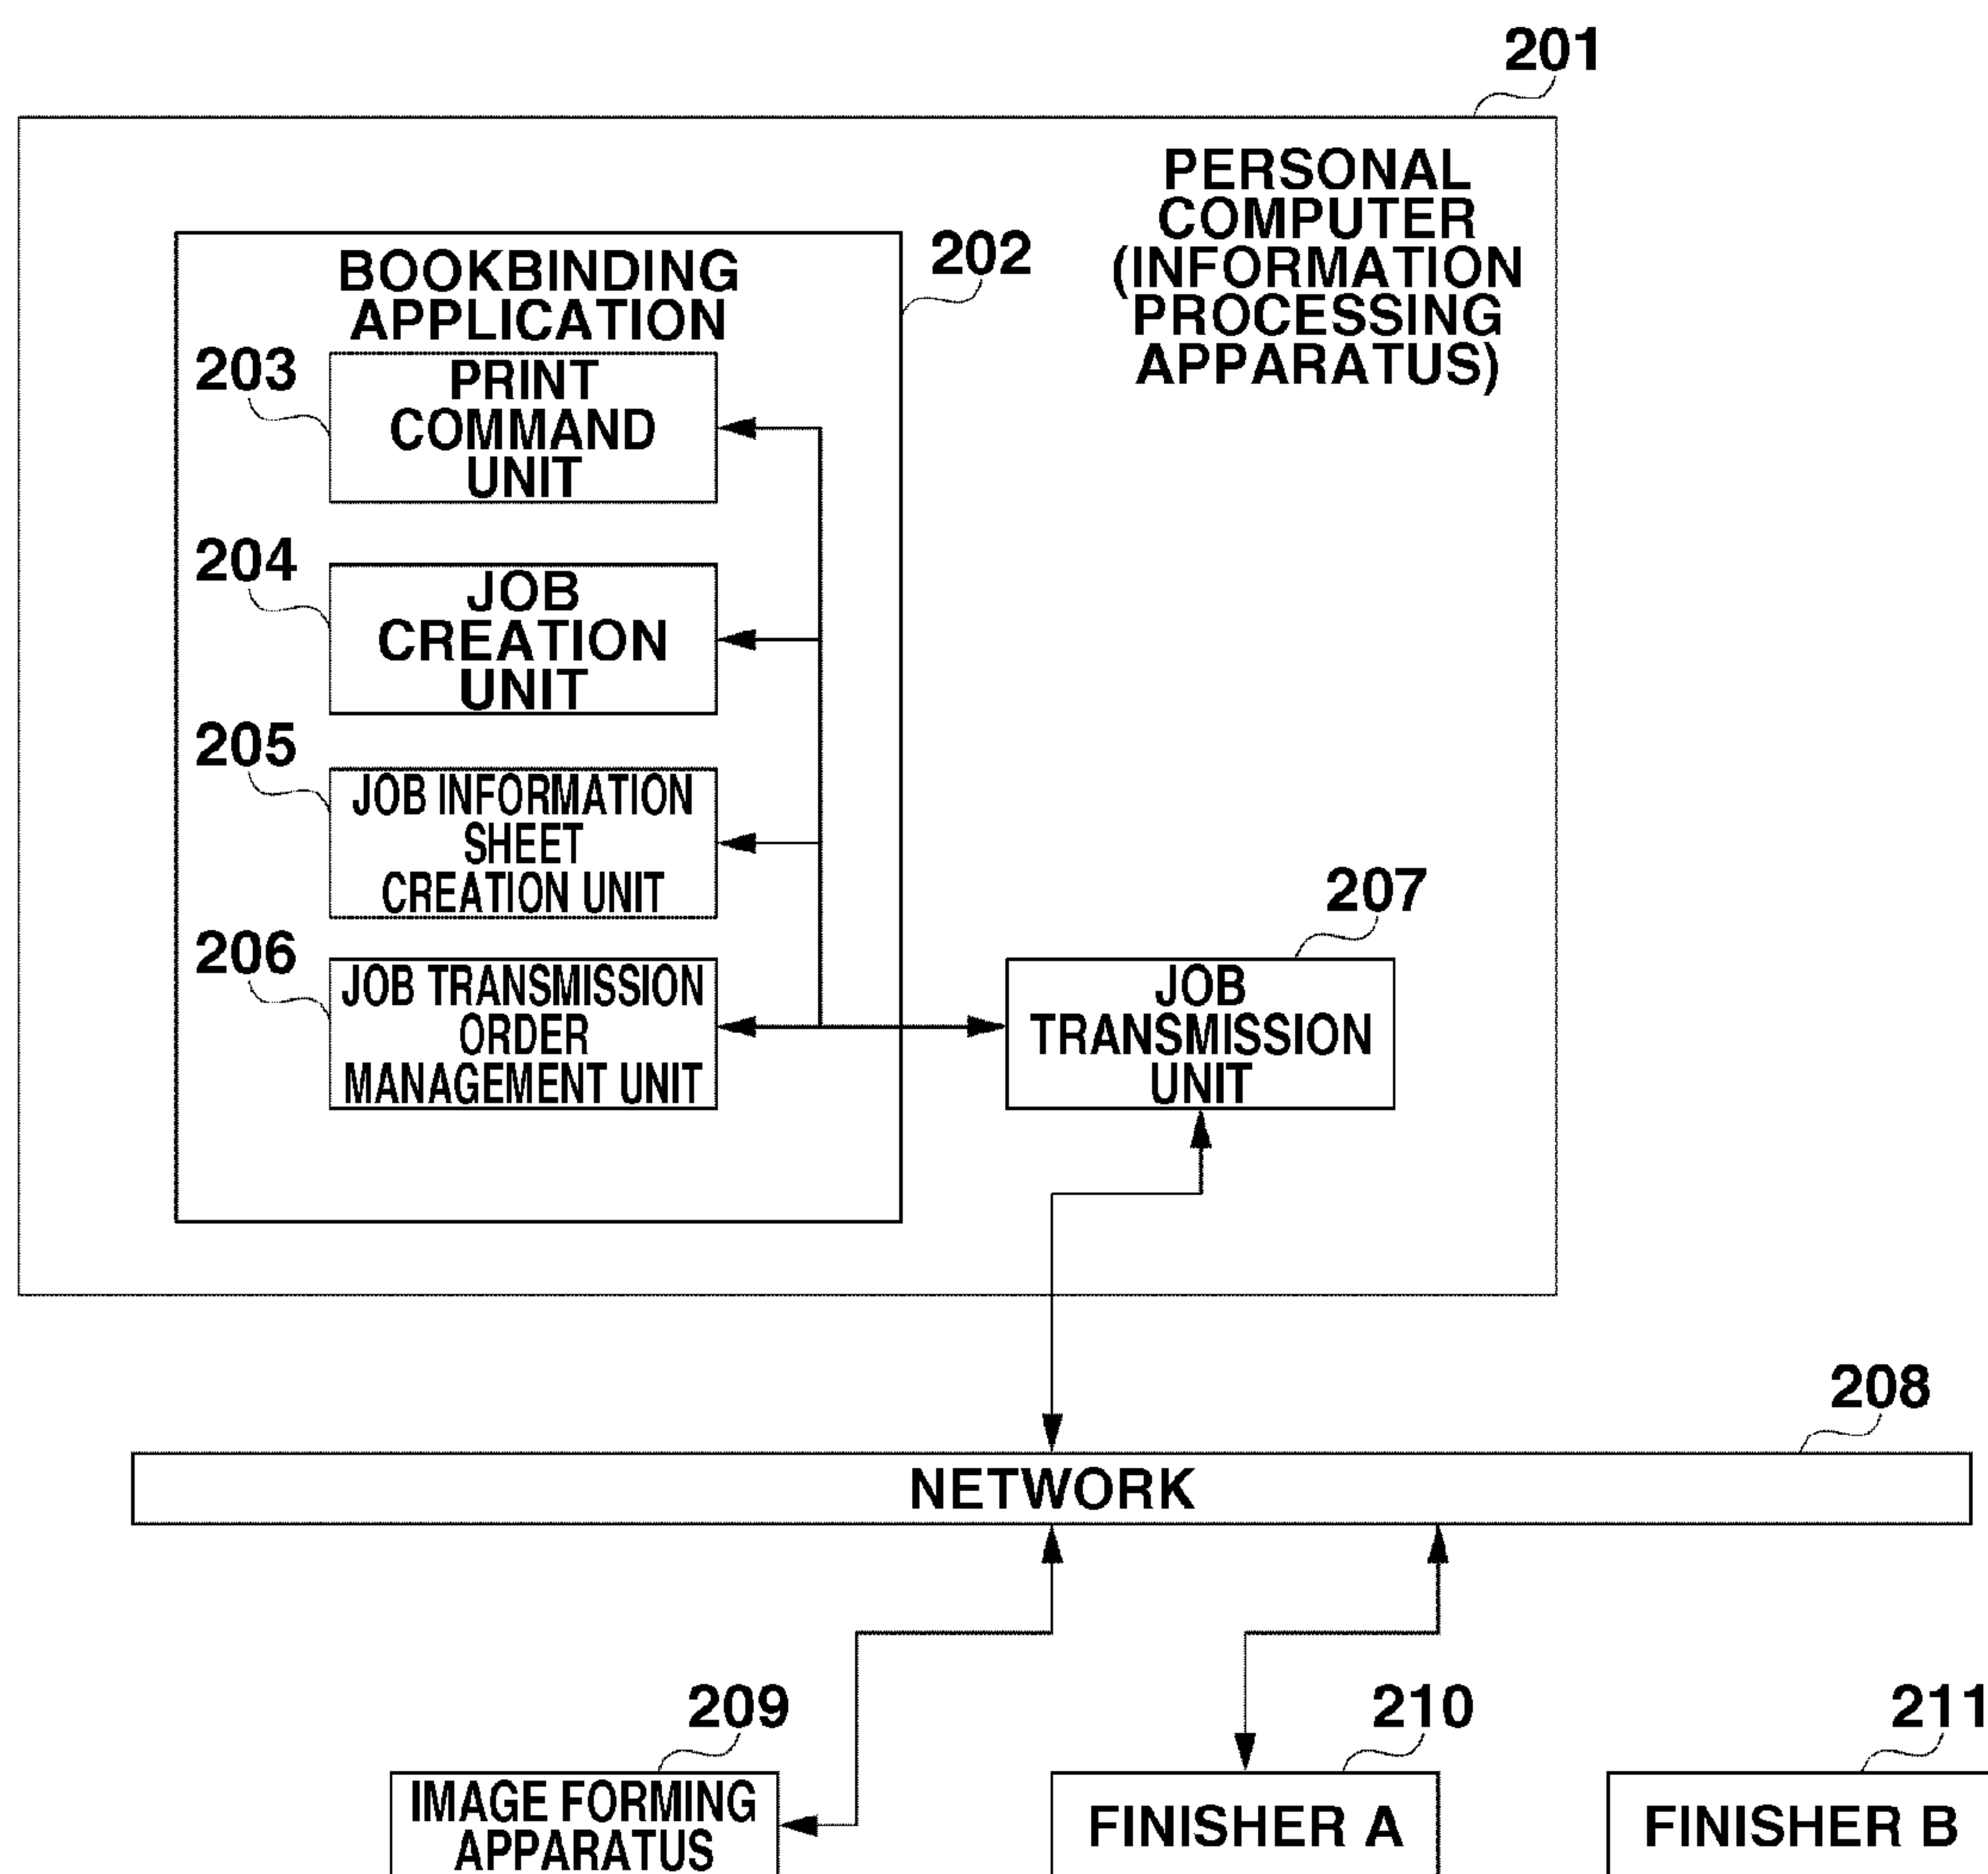 201
PERSONAL
COMPUTER
(INFORMATION
PROCESSING
APPARATUS)
202
BOOKBINDING
APPLICATION
203
PRINT
COMMAND
UNIT
204
JOB
CREATION
UNIT
205
JOB INFORMATION
SHEET
CREATION UNIT
206
JOB TRANSMISSION
ORDER
MANAGEMENT UNIT
207
JOB
TRANSMISSION
UNIT
208
NETWORK
209
IMAGE FORMING
APPARATUS
210
FINISHER A
211
FINISHER B